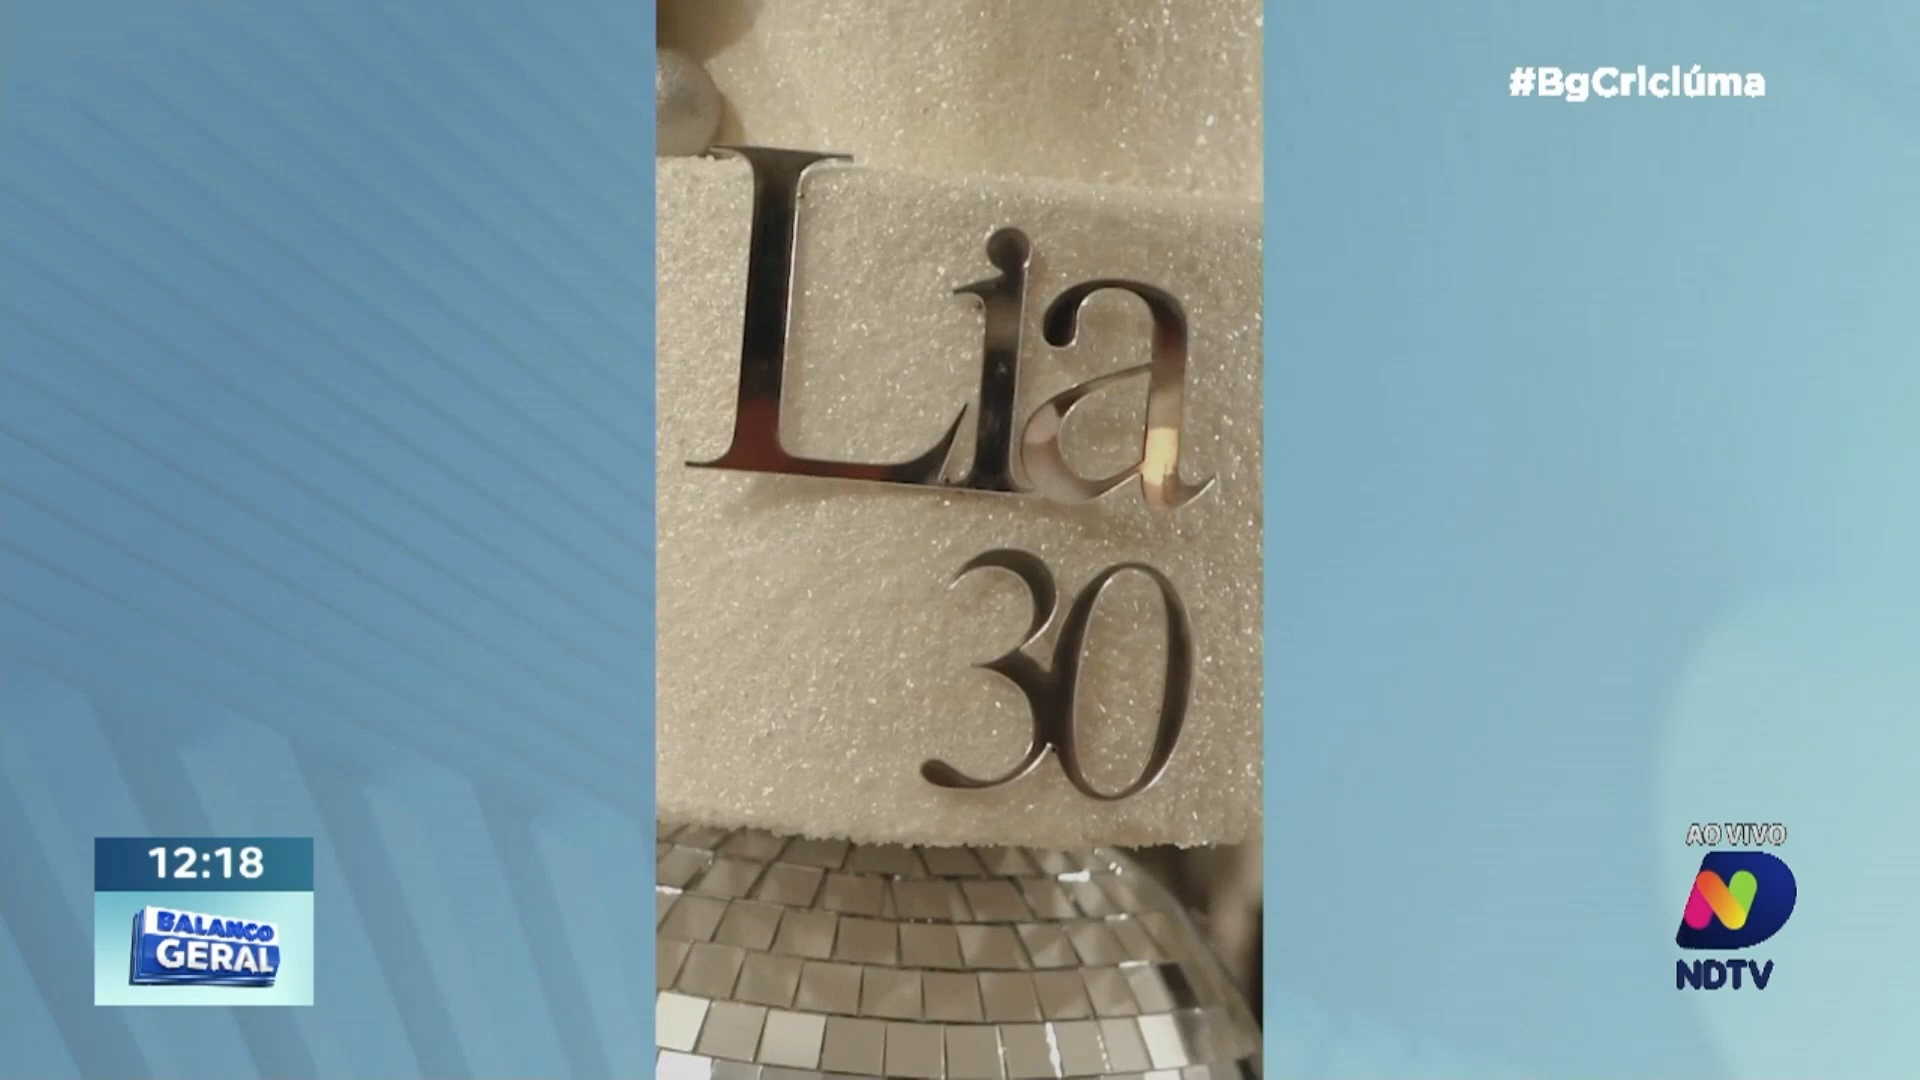 #BgCriciúma
Lia
30
12:18
BALANÇO
GERAL
AO VIVO
NDTV